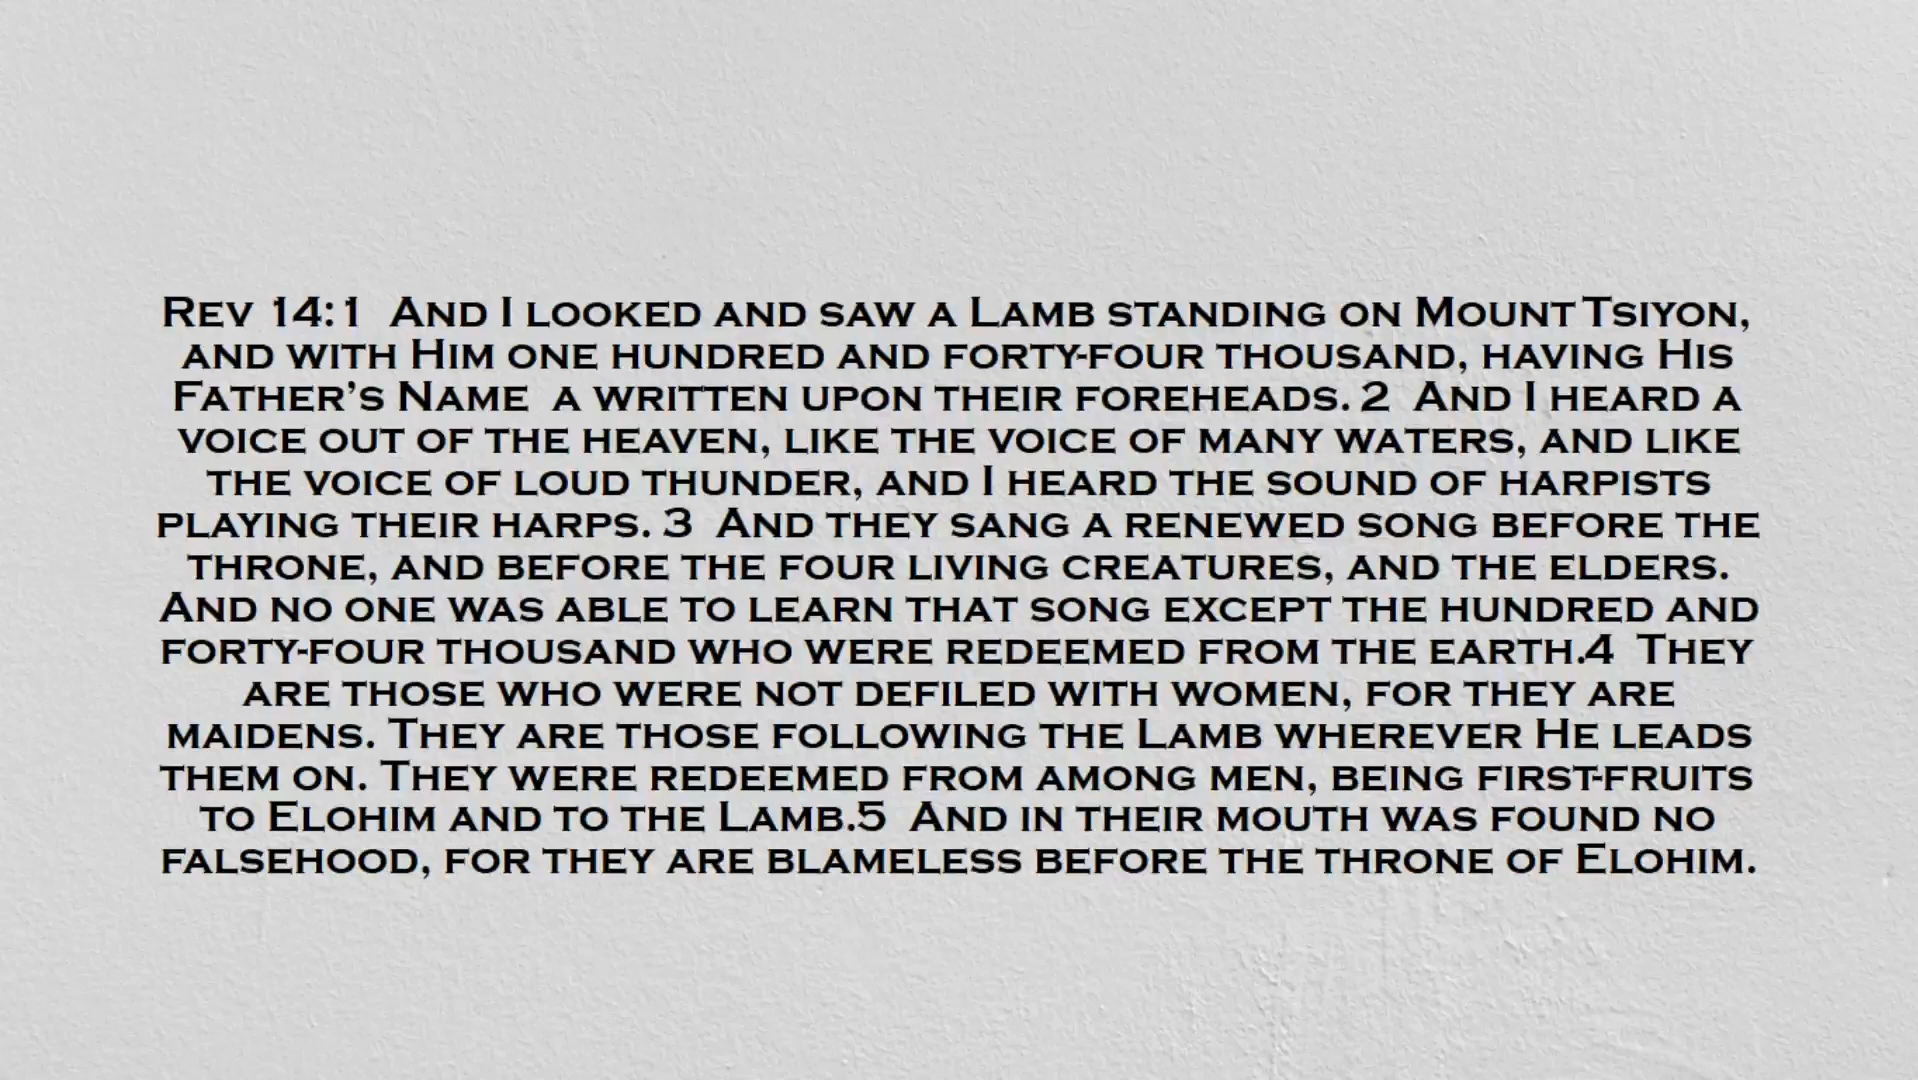 Rev 14:1  And I looked and saw a Lamb standing on Mount Tsiyon,
and with Him one hundred and forty-four thousand, having His
Father’s Name  a written upon their foreheads. 2  And I heard a
voice out of the heaven, like the voice of many waters, and like
the voice of loud thunder, and I heard the sound of harpists
playing their harps. 3  And they sang a renewed song before the
throne, and before the four living creatures, and the elders.
And no one was able to learn that song except the hundred and
forty-four thousand who were redeemed from the earth.4  They
are those who were not defiled with women, for they are
maidens. They are those following the Lamb wherever He leads
them on. They were redeemed from among men, being first-fruits
to Elohim and to the Lamb.5  And in their mouth was found no
falsehood, for they are blameless before the throne of Elohim.